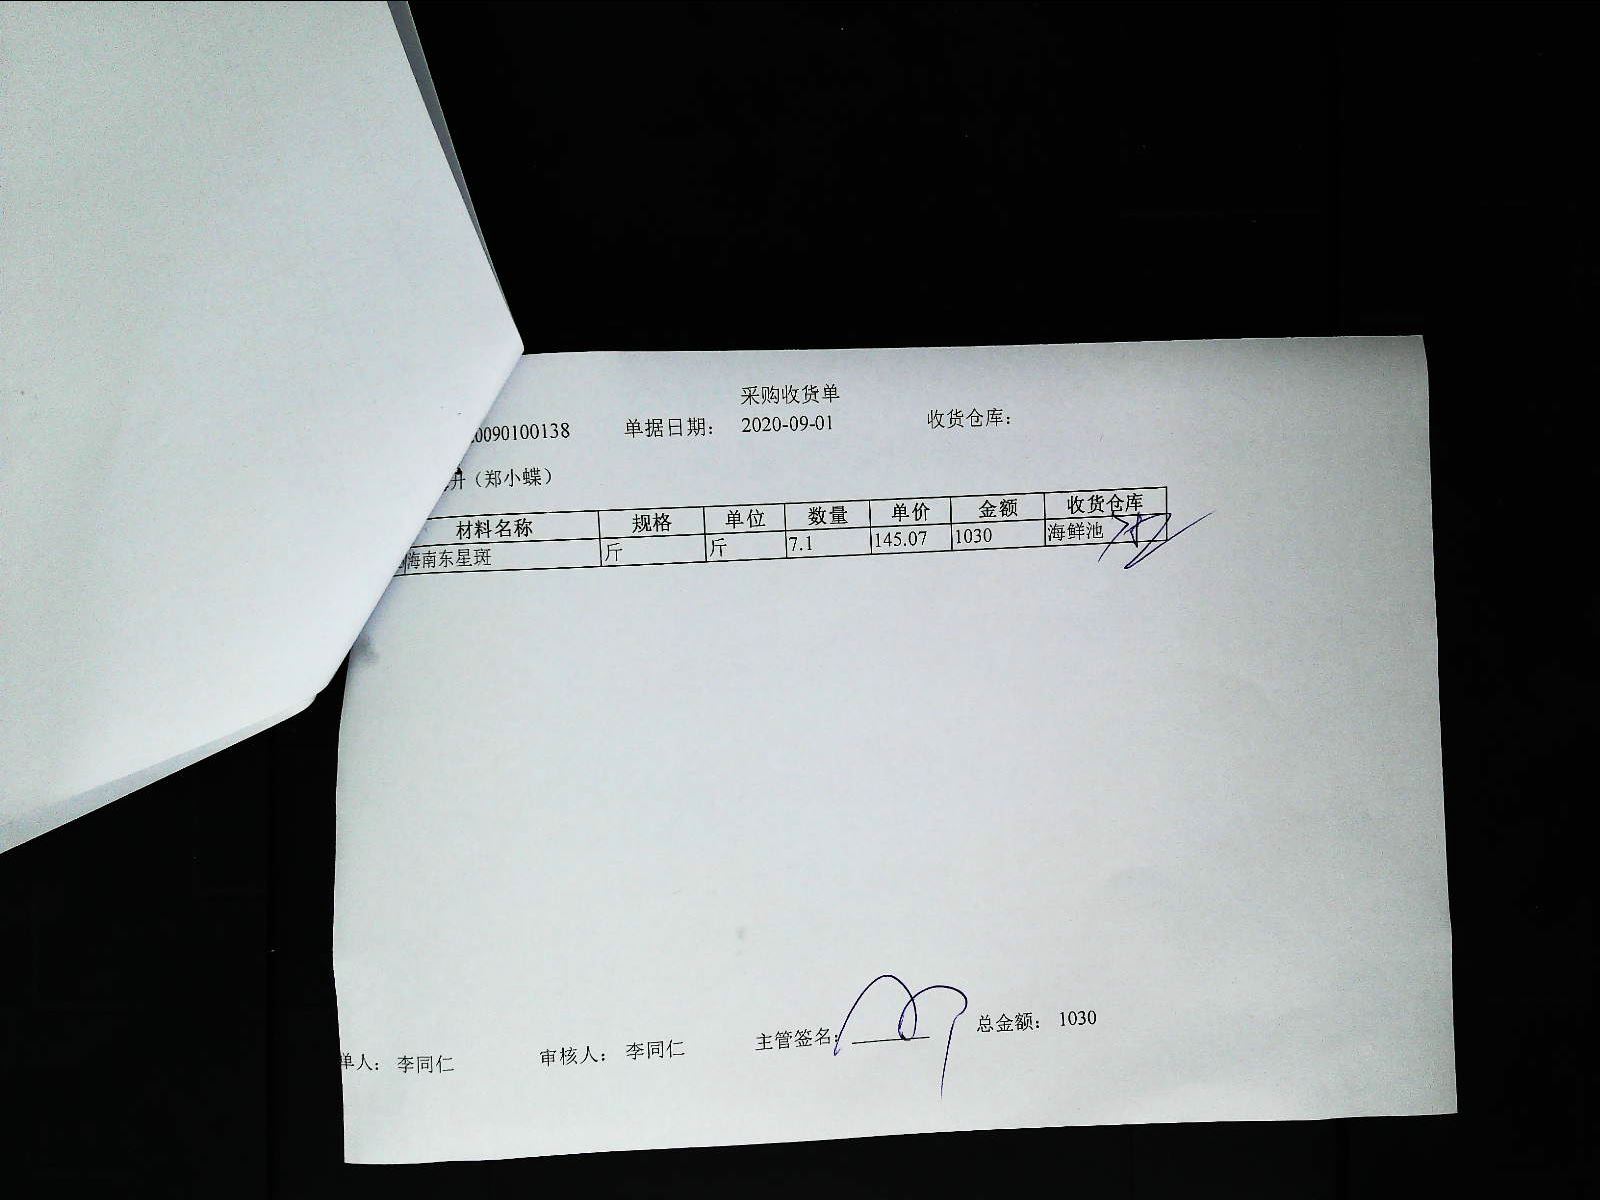 采购收货单
0090100138 单据日期： 2020-09-01 收货仓库：
（郑小蝶）
材料名称 规格 单位 数量 单价 金额 收货仓库
海南东星斑 斤 斤 7.1 145.07 1030 海鲜池
单人： 李同仁 审核人： 李同仁 主管签名： 总金额： 1030